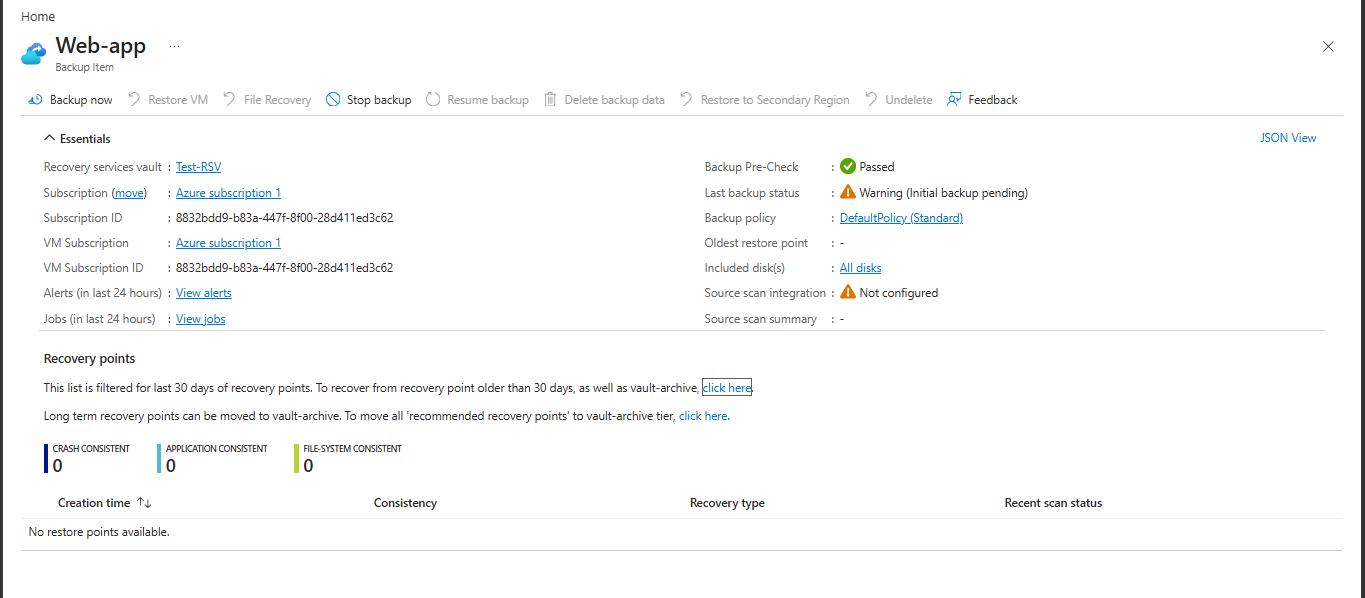 Home
Web-app ...
Backup Item
Backup now Restore VM File Recovery Stop backup Resume backup Delete backup data Restore to Secondary Region Undelete Feedback
Essentials JSON View
Recovery services vault : Test-RSV Backup Pre-Check : Passed
Subscription (move) : Azure subscription 1 Last backup status : Warning (Initial backup pending)
Subscription ID : 8832bdd9-b83a-447f-8f00-28d411ed3c62 Backup policy : DefaultPolicy (Standard)
VM Subscription : Azure subscription 1 Oldest restore point : -
VM Subscription ID : 8832bdd9-b83a-447f-8f00-28d411ed3c62 Included disk(s) : All disks
Alerts (in last 24 hours) : View alerts Source scan integration : Not configured
Jobs (in last 24 hours) : View jobs Source scan summary : -
Recovery points
This list is filtered for last 30 days of recovery points. To recover from recovery point older than 30 days, as well as vault-archive, click here.
Long term recovery points can be moved to vault-archive. To move all 'recommended recovery points' to vault-archive tier, click here.
CRASH CONSISTENT APPLICATION CONSISTENT FILE-SYSTEM CONSISTENT
0 0 0
Creation time ↑↓ Consistency Recovery type Recent scan status
No restore points available.